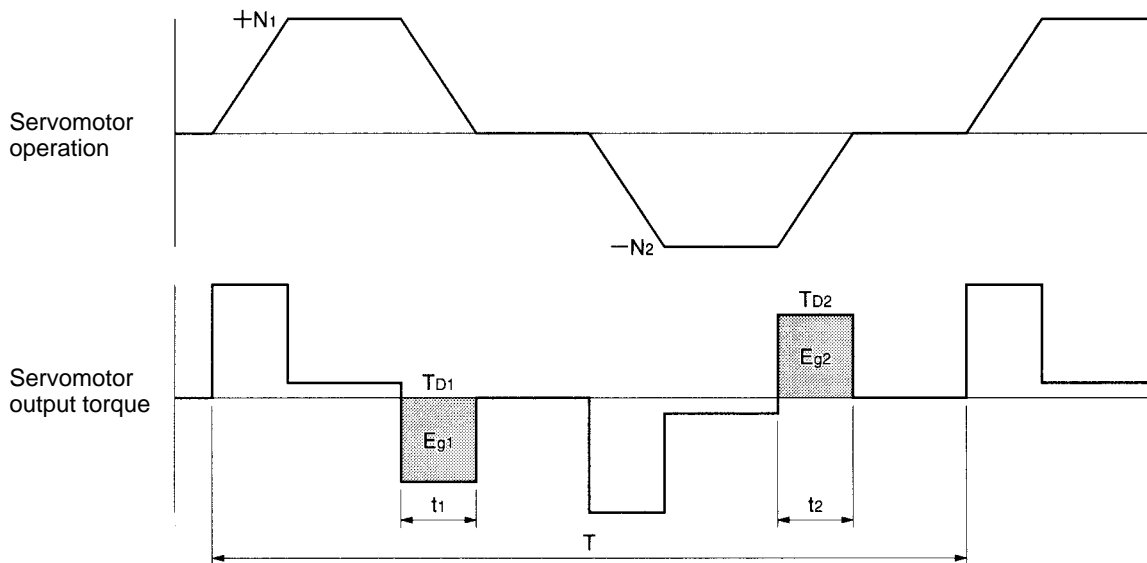 +N1
Servomotor
operation
−N2
TD2
Eg2
Servomotor
output torque
TD1
Eg1
t1
t2
T